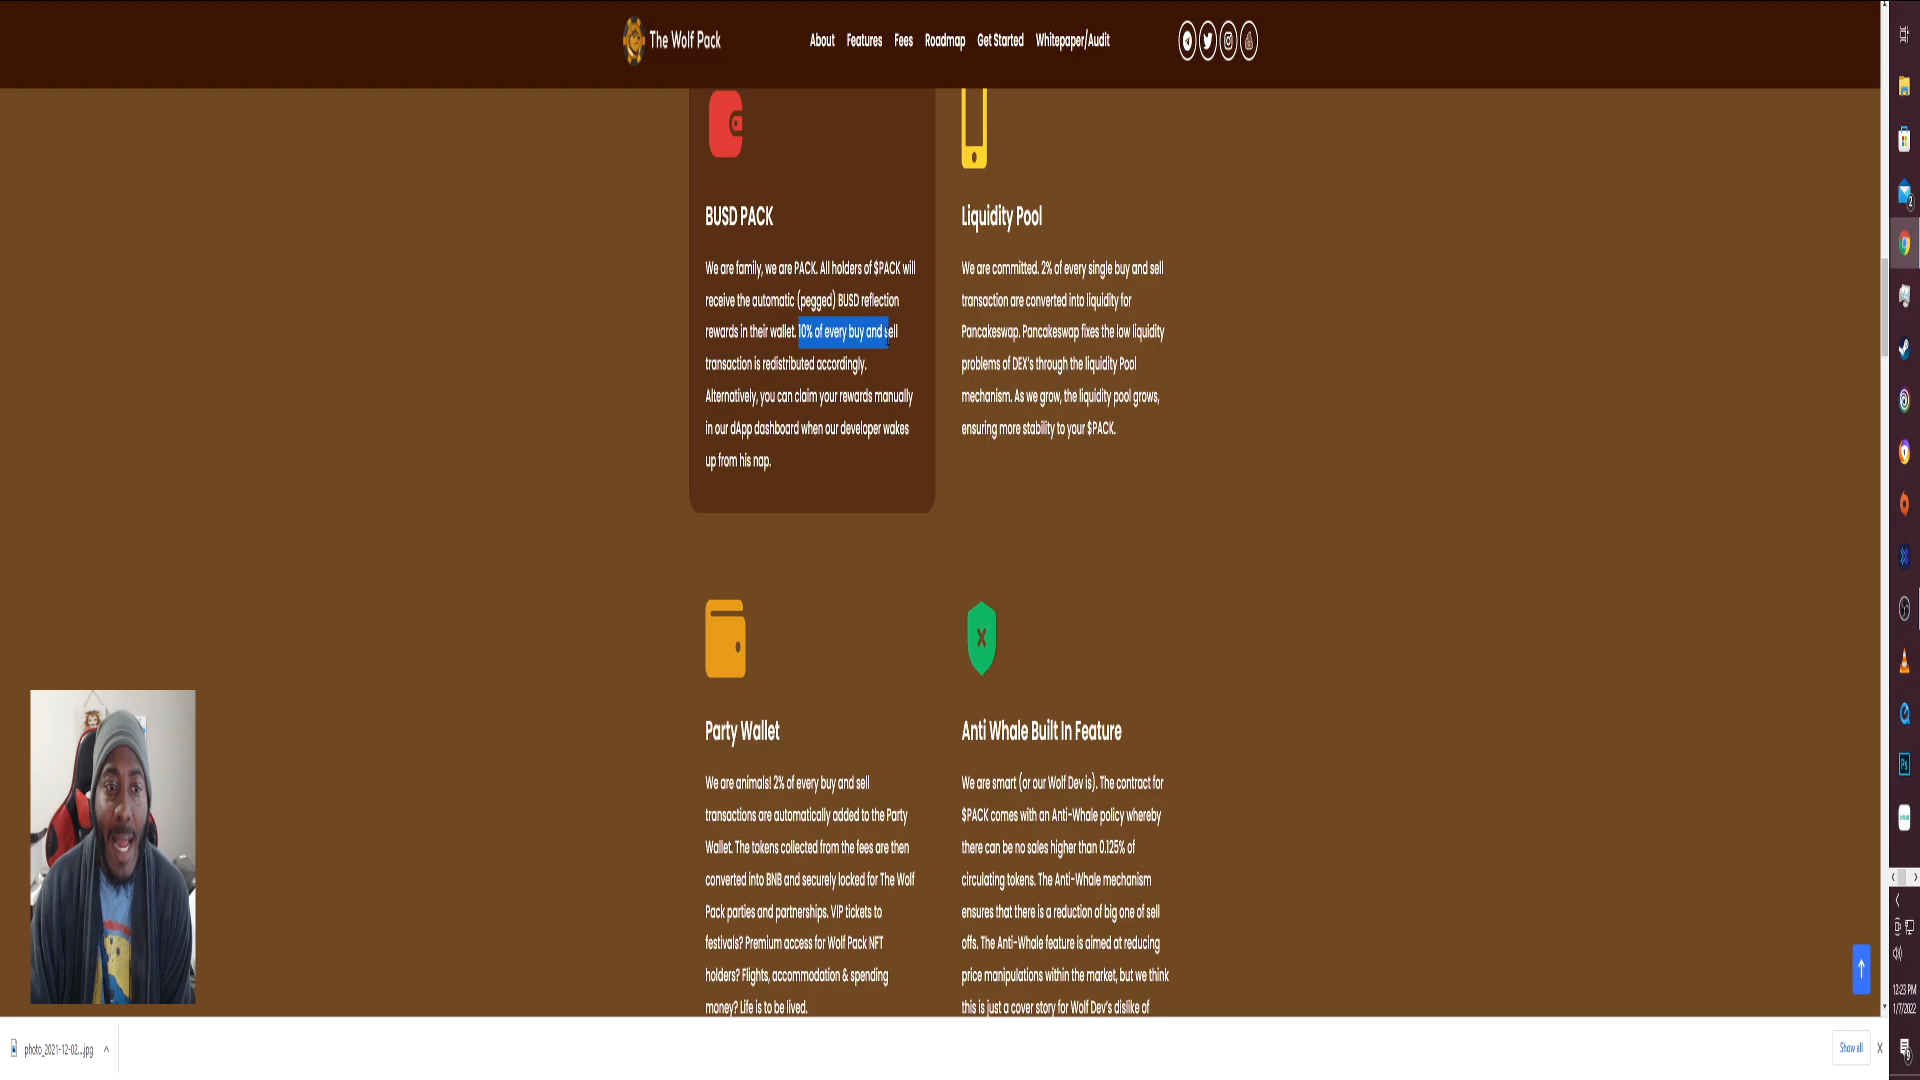 The Wolf Pack
About Features Fees Roadmap Get Started Whitepaper/Audit
BUSD PACK
We are family, we are PACK. All holders of $PACK will
receive the automatic (pegged) BUSD reflection
rewards in their wallet. 10% of every buy and sell
transaction is redistributed accordingly.
Alternatively, you can claim your rewards manually
in our dApp dashboard when our developer wakes
up from his nap.
Liquidity Pool
We are committed. 2% of every single buy and sell
transaction are converted into liquidity for
Pancakeswap. Pancakeswap fixes the low liquidity
problems of DEX's through the liquidity Pool
mechanism. As we grow, the liquidity pool grows,
ensuring more stability to your $PACK.
Party Wallet
We are animals! 2% of every buy and sell
transactions are automatically added to the Party
Wallet. The tokens collected from the fees are then
converted into BNB and securely locked for The Wolf
Pack parties and partnerships. VIP tickets to
festivals? Premium access for Wolf Pack NFT
holders? Flights, accommodation & spending
money? Life is to be lived.
Anti Whale Built In Feature
We are smart (or our Wolf Dev is). The contract for
$PACK comes with an Anti-Whale policy whereby
there can be no sales higher than 0.125% of
circulating tokens. The Anti-Whale mechanism
ensures that there is a reduction of big one of sell
offs. The Anti-Whale feature is aimed at reducing
price manipulations within the market, but we think
this is just a cover story for Wolf Dev's dislike of
2
Ps
12:23 PM
1/7/2022
9
photo_2021-12-02....jpg
Show all